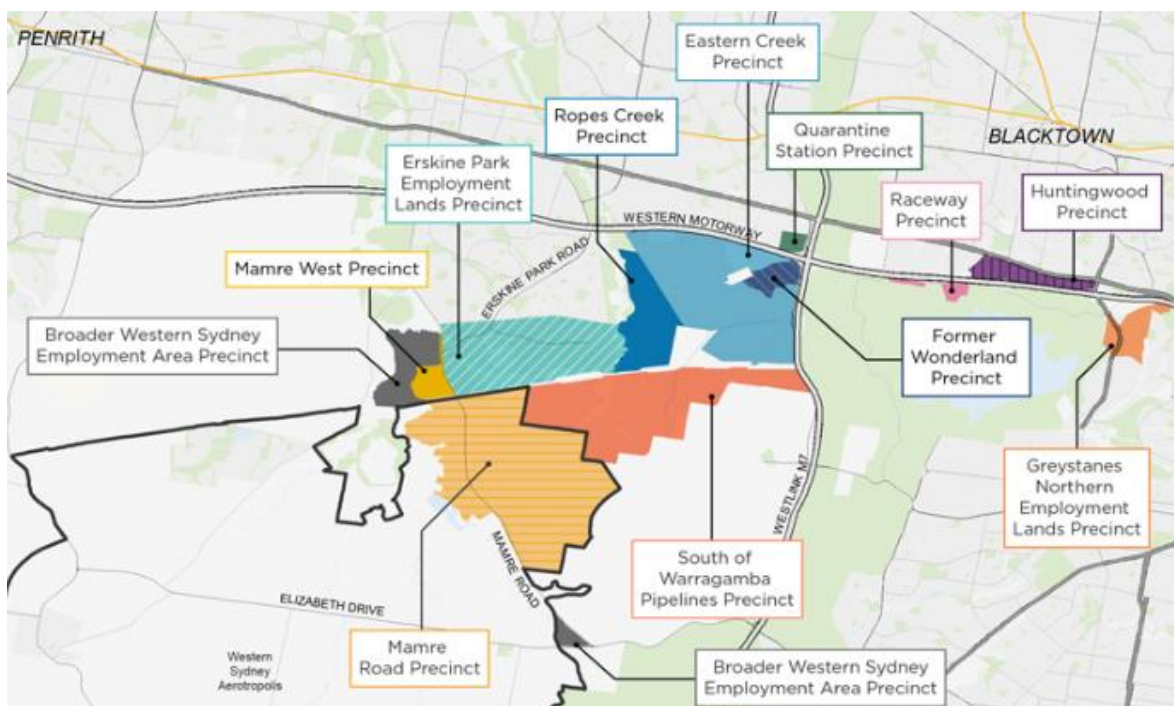 PENRITH
Eastern Creek
Precinct
Ropes Creek
Precinct
Quarantine
Station Precinct
BLACKTOWN
Erskine Park
Employment
Lands Precinct
Raceway
Precinct
Huntingwood
Precinct
WESTERN MOTORWAY
Mamre West Precinct
ERSKINE PARK ROAD
Broader Western Sydney
Employment Area Precinct
Former
Wonderland
Precinct
Greystanes
Northern
Employment
Lands Precinct
WESTLINK M7
MAMRE ROAD
South of
Warragamba
Pipelines Precinct
ELIZABETH DRIVE
Mamre
Road Precinct
Western
Sydney
Aerotropolis
Broader Western Sydney
Employment Area Precinct